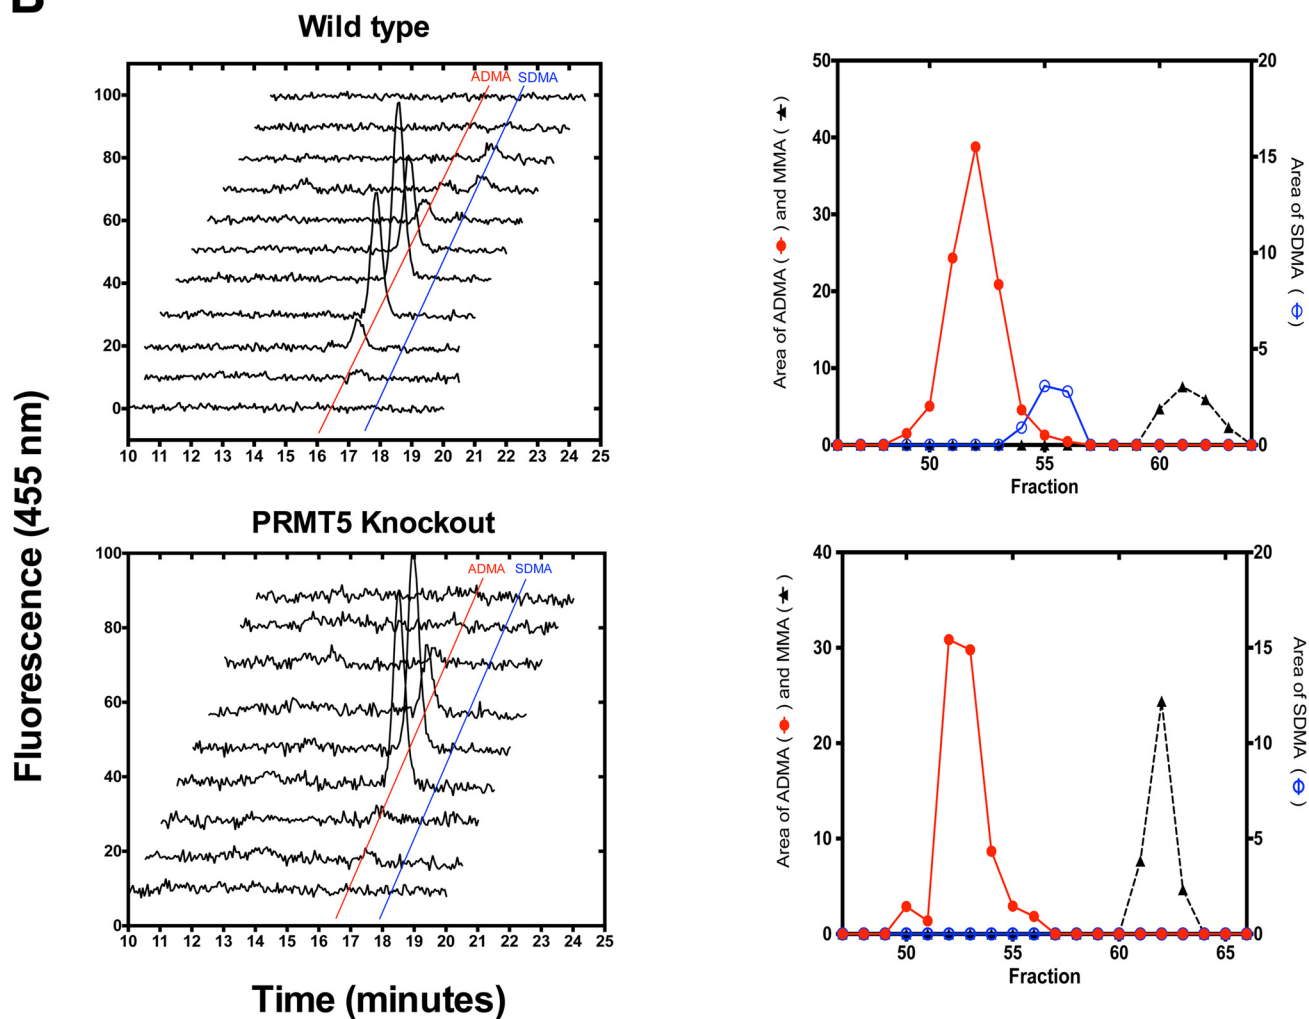 B
Wild type
ADMA SDMA
100
80
60
40
20
0
10 11 12 13 14 15 16 17 18 19 20 21 22 23 24 25
50
40
30
20
10
0
20
15
10
5
0
50 55 60
Fraction
Area of ADMA ( ) and MMA ( )
Area of SDMA ( )
Fluorescence (455 nm)
PRMT5 Knockout
ADMA SDMA
100
80
60
40
20
0
10 11 12 13 14 15 16 17 18 19 20 21 22 23 24 25
Time (minutes)
40
30
20
10
0
20
15
10
5
0
50 55 60 65
Fraction
Area of ADMA ( ) and MMA ( )
Area of SDMA ( )